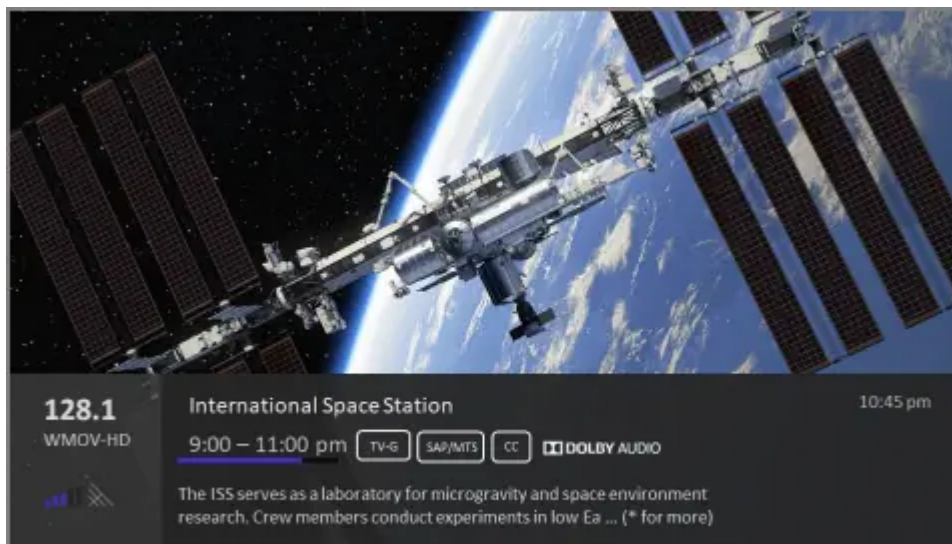 128.1
WMOV-HD
International Space Station
10:45 pm
9:00 – 11:00 pm TV-G SAP/MTS CC DOLBY AUDIO
The ISS serves as a laboratory for microgravity and space environment
research. Crew members conduct experiments in low Ea ... (* for more)